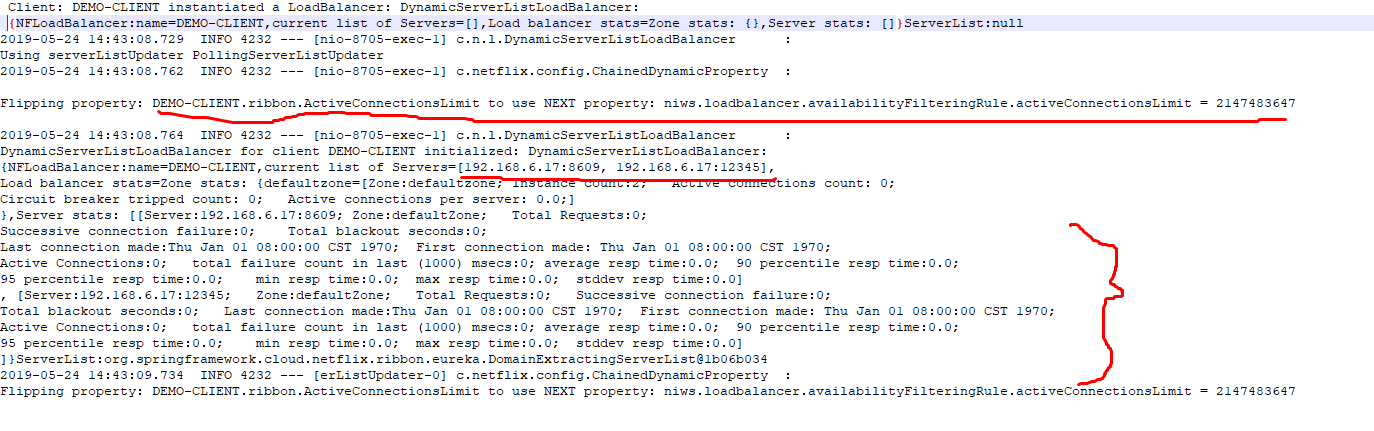 Client: DEMO-CLIENT instantiated a LoadBalancer: DynamicServerListLoadBalancer:
{NFLoadBalancer:name=DEMO-CLIENT,current list of Servers=[],Load balancer stats=Zone stats: {},Server stats: []}ServerList:null
2019-05-24 14:43:08.729  INFO 4232 --- [nio-8705-exec-1] c.n.l.DynamicServerListLoadBalancer      :
Using serverListUpdater PollingServerListUpdater
2019-05-24 14:43:08.762  INFO 4232 --- [nio-8705-exec-1] c.netflix.config.ChainedDynamicProperty  :
Flipping property: DEMO-CLIENT.ribbon.ActiveConnectionsLimit to use NEXT property: niws.loadbalancer.availabilityFilteringRule.activeConnectionsLimit = 2147483647
2019-05-24 14:43:08.764  INFO 4232 --- [nio-8705-exec-1] c.n.l.DynamicServerListLoadBalancer      :
DynamicServerListLoadBalancer for client DEMO-CLIENT initialized: DynamicServerListLoadBalancer:
{NFLoadBalancer:name=DEMO-CLIENT,current list of Servers=[192.168.6.17:8609, 192.168.6.17:12345],
Load balancer stats=Zone stats: {defaultzone=[Zone:defaultzone; Instance count:2;   Active connections count: 0;
Circuit breaker tripped count: 0;   Active connections per server: 0.0;]
},Server stats: [[Server:192.168.6.17:8609; Zone:defaultZone;   Total Requests:0;
Successive connection failure:0;    Total blackout seconds:0;
Last connection made:Thu Jan 01 08:00:00 CST 1970;  First connection made: Thu Jan 01 08:00:00 CST 1970;
Active Connections:0;   total failure count in last (1000) msecs:0; average resp time:0.0;  90 percentile resp time:0.0;
95 percentile resp time:0.0;    min resp time:0.0;  max resp time:0.0;  stddev resp time:0.0]
, [Server:192.168.6.17:12345;   Zone:defaultZone;   Total Requests:0;   Successive connection failure:0;
Total blackout seconds:0;   Last connection made:Thu Jan 01 08:00:00 CST 1970;  First connection made: Thu Jan 01 08:00:00 CST 1970;
Active Connections:0;   total failure count in last (1000) msecs:0; average resp time:0.0;  90 percentile resp time:0.0;
95 percentile resp time:0.0;    min resp time:0.0;  max resp time:0.0;  stddev resp time:0.0]
]}ServerList:org.springframework.cloud.netflix.ribbon.eureka.DomainExtractingServerList@1b06b034
2019-05-24 14:43:09.734  INFO 4232 --- [erListUpdater-0] c.netflix.config.ChainedDynamicProperty  :
Flipping property: DEMO-CLIENT.ribbon.ActiveConnectionsLimit to use NEXT property: niws.loadbalancer.availabilityFilteringRule.activeConnectionsLimit = 2147483647